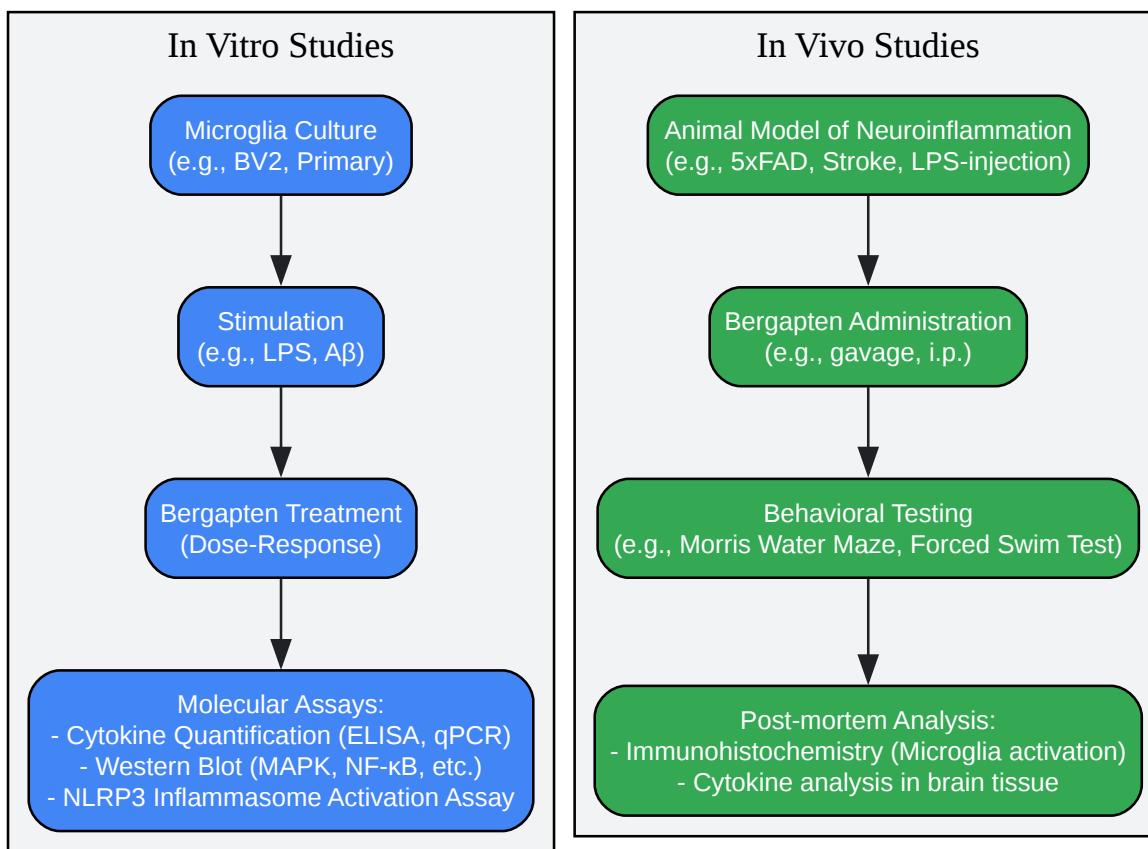 In Vitro Studies
Microglia Culture
(e.g., BV2, Primary)
Stimulation
(e.g., LPS, Aβ)
Bergapten Treatment
(Dose-Response)
Molecular Assays:
- Cytokine Quantification (ELISA, qPCR)
- Western Blot (MAPK, NF-κB, etc.)
- NLRP3 Inflammasome Activation Assay
In Vivo Studies
Animal Model of Neuroinflammation
(e.g., 5xFAD, Stroke, LPS-injection)
Bergapten Administration
(e.g., gavage, i.p.)
Behavioral Testing
(e.g., Morris Water Maze, Forced Swim Test)
Post-mortem Analysis:
- Immunohistochemistry (Microglia activation)
- Cytokine analysis in brain tissue